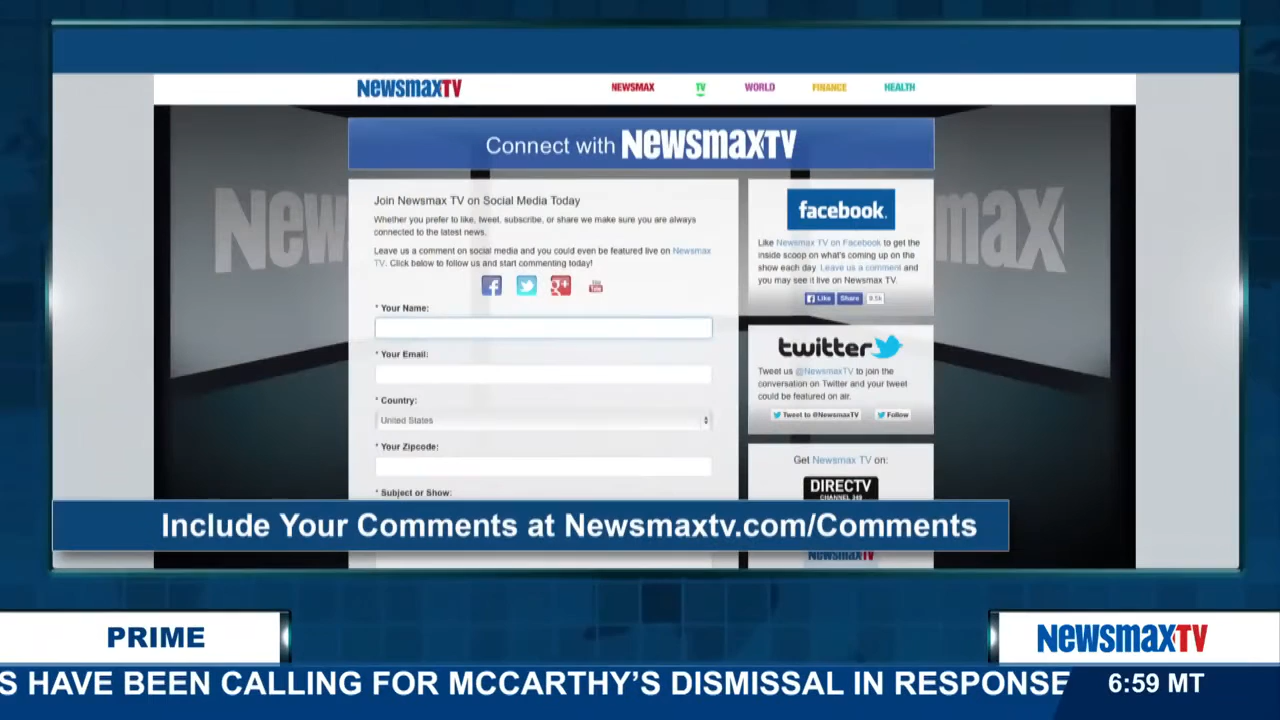 NEWSMAXTV
NEWSMAX
TV
WORLD
FINANCE
HEALTH
Connect with NEWSMAXTV
NEW
max
Join Newsmax TV on Social Media Today
Whether you prefer to like, tweet, subscribe, or share we make sure you are always
connected to the latest news.
Leave us a comment on social media and you could even be featured live on Newsmax
TV. Click below to follow us and start commenting today!
* Your Name:
* Your Email:
* Country:
United States
* Your Zipcode:
* Subject or Show:
facebook.
Like Newsmax TV on Facebook to get the
inside scoop on what's coming up on the
show each day. Leave us a comment and
you may see it live on Newsmax TV.
Like Share 9.5k
twitter
Tweet us @NewsmaxTV to join the
conversation on Twitter and your tweet
could be featured on air.
Tweet to @NewsmaxTV Follow
Get Newsmax TV on:
DIRECTV
CHANNEL 349
NEWSMAXTV
Include Your Comments at Newsmaxtv.com/Comments
PRIME
NEWSMAXTV
S HAVE BEEN CALLING FOR MCCARTHY'S DISMISSAL IN RESPONSE
6:59 MT